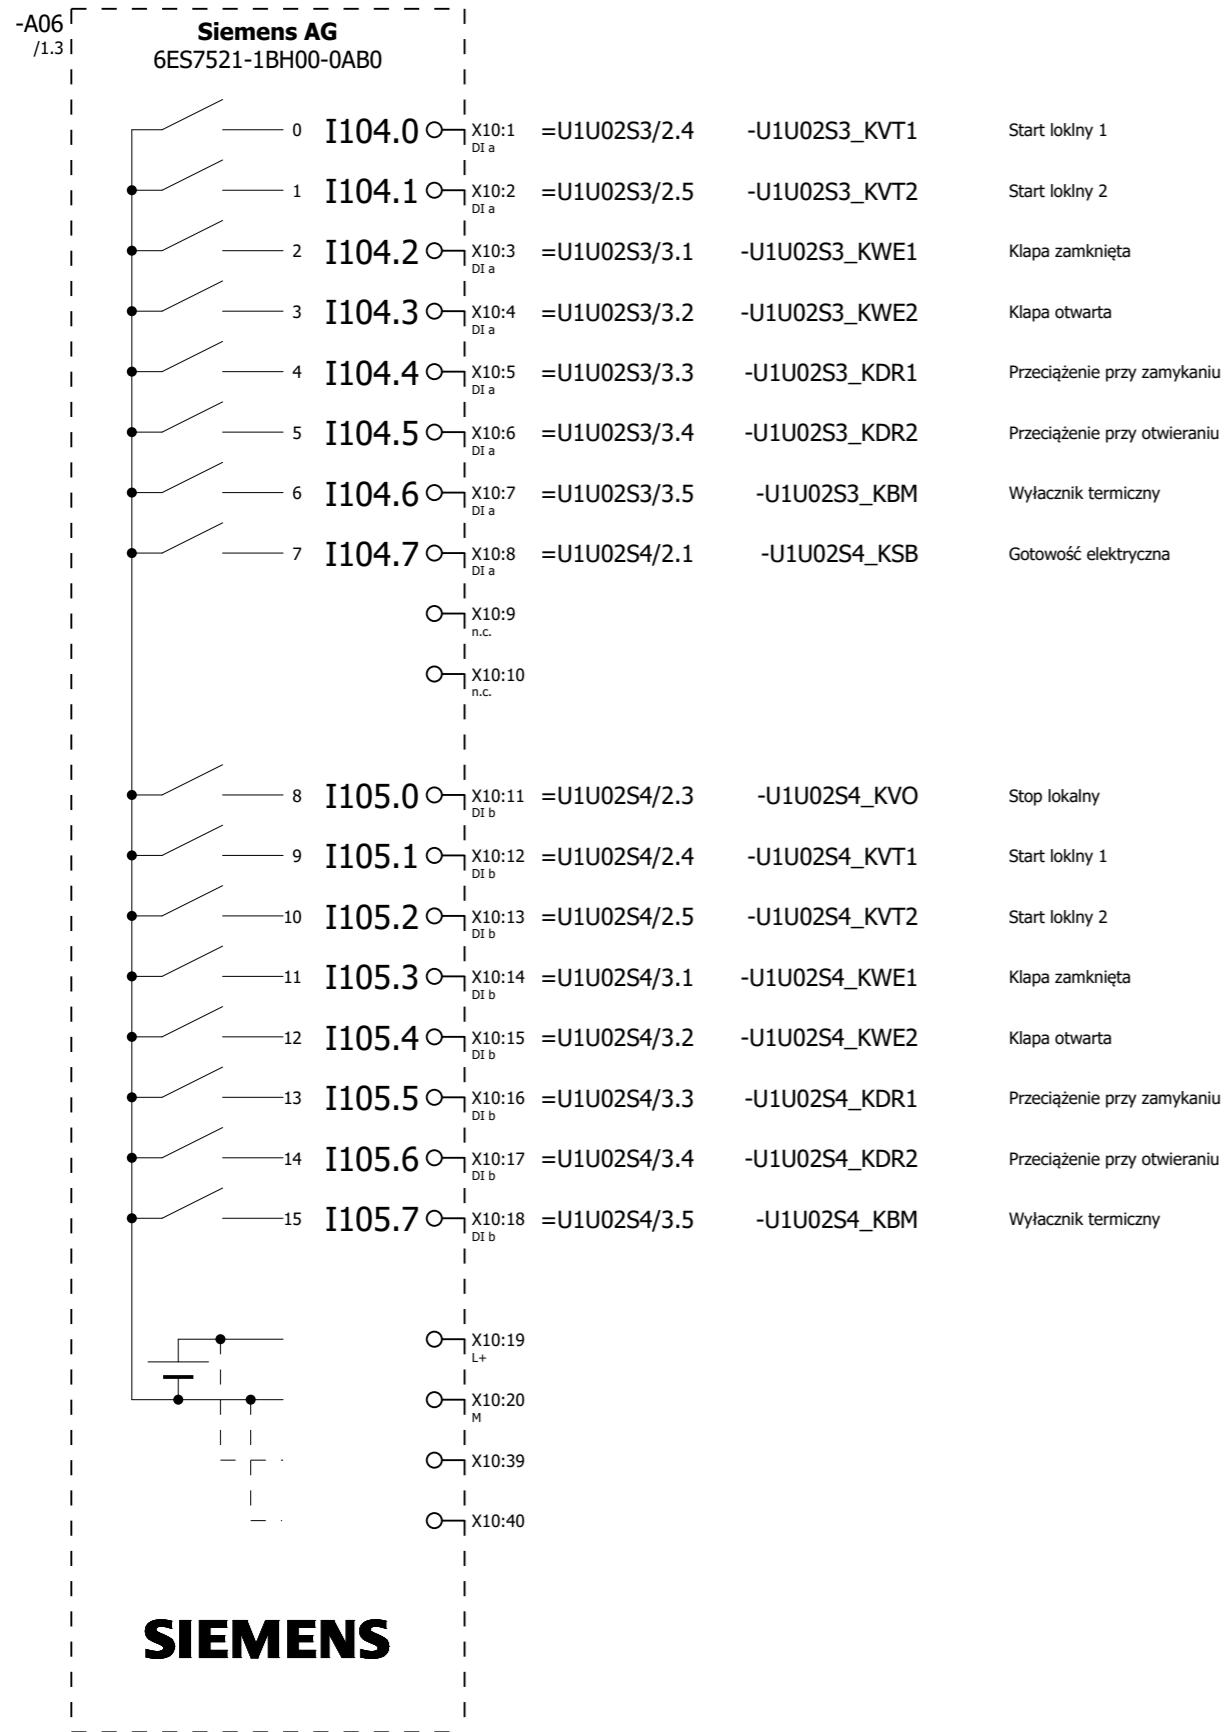 -A06
/1.3
Siemens AG
6ES7521-1BH00-0AB0
0 I104.0 X10:1 =U1U02S3/2.4 -U1U02S3_KVT1 Start loklny 1
DI a
1 I104.1 X10:2 =U1U02S3/2.5 -U1U02S3_KVT2 Start loklny 2
DI a
2 I104.2 X10:3 =U1U02S3/3.1 -U1U02S3_KWE1 Klapa zamknięta
DI a
3 I104.3 X10:4 =U1U02S3/3.2 -U1U02S3_KWE2 Klapa otwarta
DI a
4 I104.4 X10:5 =U1U02S3/3.3 -U1U02S3_KDR1 Przeciążenie przy zamykaniu
DI a
5 I104.5 X10:6 =U1U02S3/3.4 -U1U02S3_KDR2 Przeciążenie przy otwieraniu
DI a
6 I104.6 X10:7 =U1U02S3/3.5 -U1U02S3_KBM Wyłacznik termiczny
DI a
7 I104.7 X10:8 =U1U02S4/2.1 -U1U02S4_KSB Gotowość elektryczna
DI a
X10:9
n.c.
X10:10
n.c.
8 I105.0 X10:11 =U1U02S4/2.3 -U1U02S4_KVO Stop lokalny
DI b
9 I105.1 X10:12 =U1U02S4/2.4 -U1U02S4_KVT1 Start loklny 1
DI b
10 I105.2 X10:13 =U1U02S4/2.5 -U1U02S4_KVT2 Start loklny 2
DI b
11 I105.3 X10:14 =U1U02S4/3.1 -U1U02S4_KWE1 Klapa zamknięta
DI b
12 I105.4 X10:15 =U1U02S4/3.2 -U1U02S4_KWE2 Klapa otwarta
DI b
13 I105.5 X10:16 =U1U02S4/3.3 -U1U02S4_KDR1 Przeciążenie przy zamykaniu
DI b
14 I105.6 X10:17 =U1U02S4/3.4 -U1U02S4_KDR2 Przeciążenie przy otwieraniu
DI b
15 I105.7 X10:18 =U1U02S4/3.5 -U1U02S4_KBM Wyłacznik termiczny
DI b
X10:19
L+
X10:20
M
X10:39
X10:40
SIEMENS